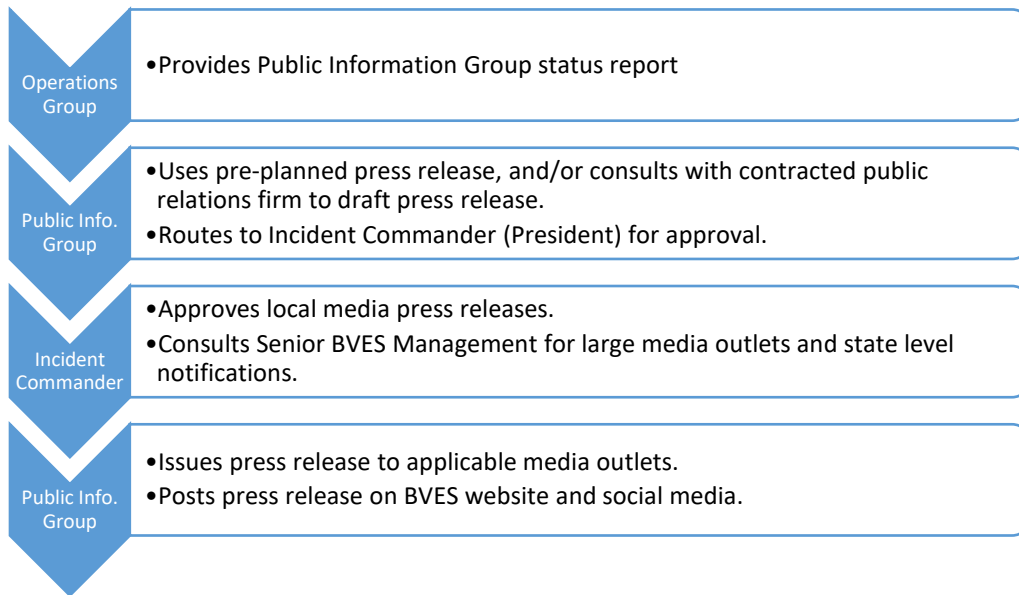 Operations
Group
•Provides Public Information Group status report
Public Info.
Group
•Uses pre-planned press release, and/or consults with contracted public
relations firm to draft press release.
•Routes to Incident Commander (President) for approval.
Incident
Commander
•Approves local media press releases.
•Consults Senior BVES Management for large media outlets and state level
notifications.
Public Info.
Group
•Issues press release to applicable media outlets.
•Posts press release on BVES website and social media.